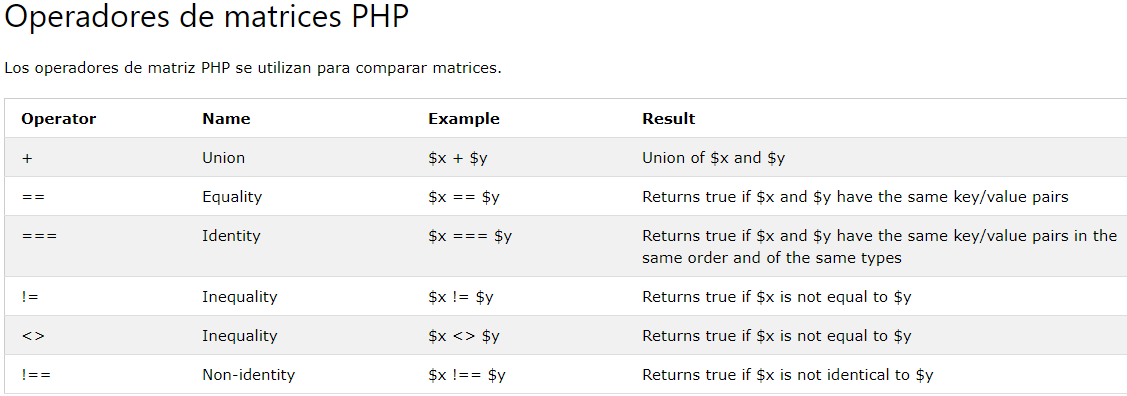 Operadores de matrices PHP
Los operadores de matriz PHP se utilizan para comparar matrices.
Operator Name Example Result
+ Union $x + $y Union of $x and $y
== Equality $x == $y Returns true if $x and $y have the same key/value pairs
=== Identity $x === $y Returns true if $x and $y have the same key/value pairs in the
same order and of the same types
!= Inequality $x != $y Returns true if $x is not equal to $y
<> Inequality $x <> $y Returns true if $x is not equal to $y
!== Non-identity $x !== $y Returns true if $x is not identical to $y